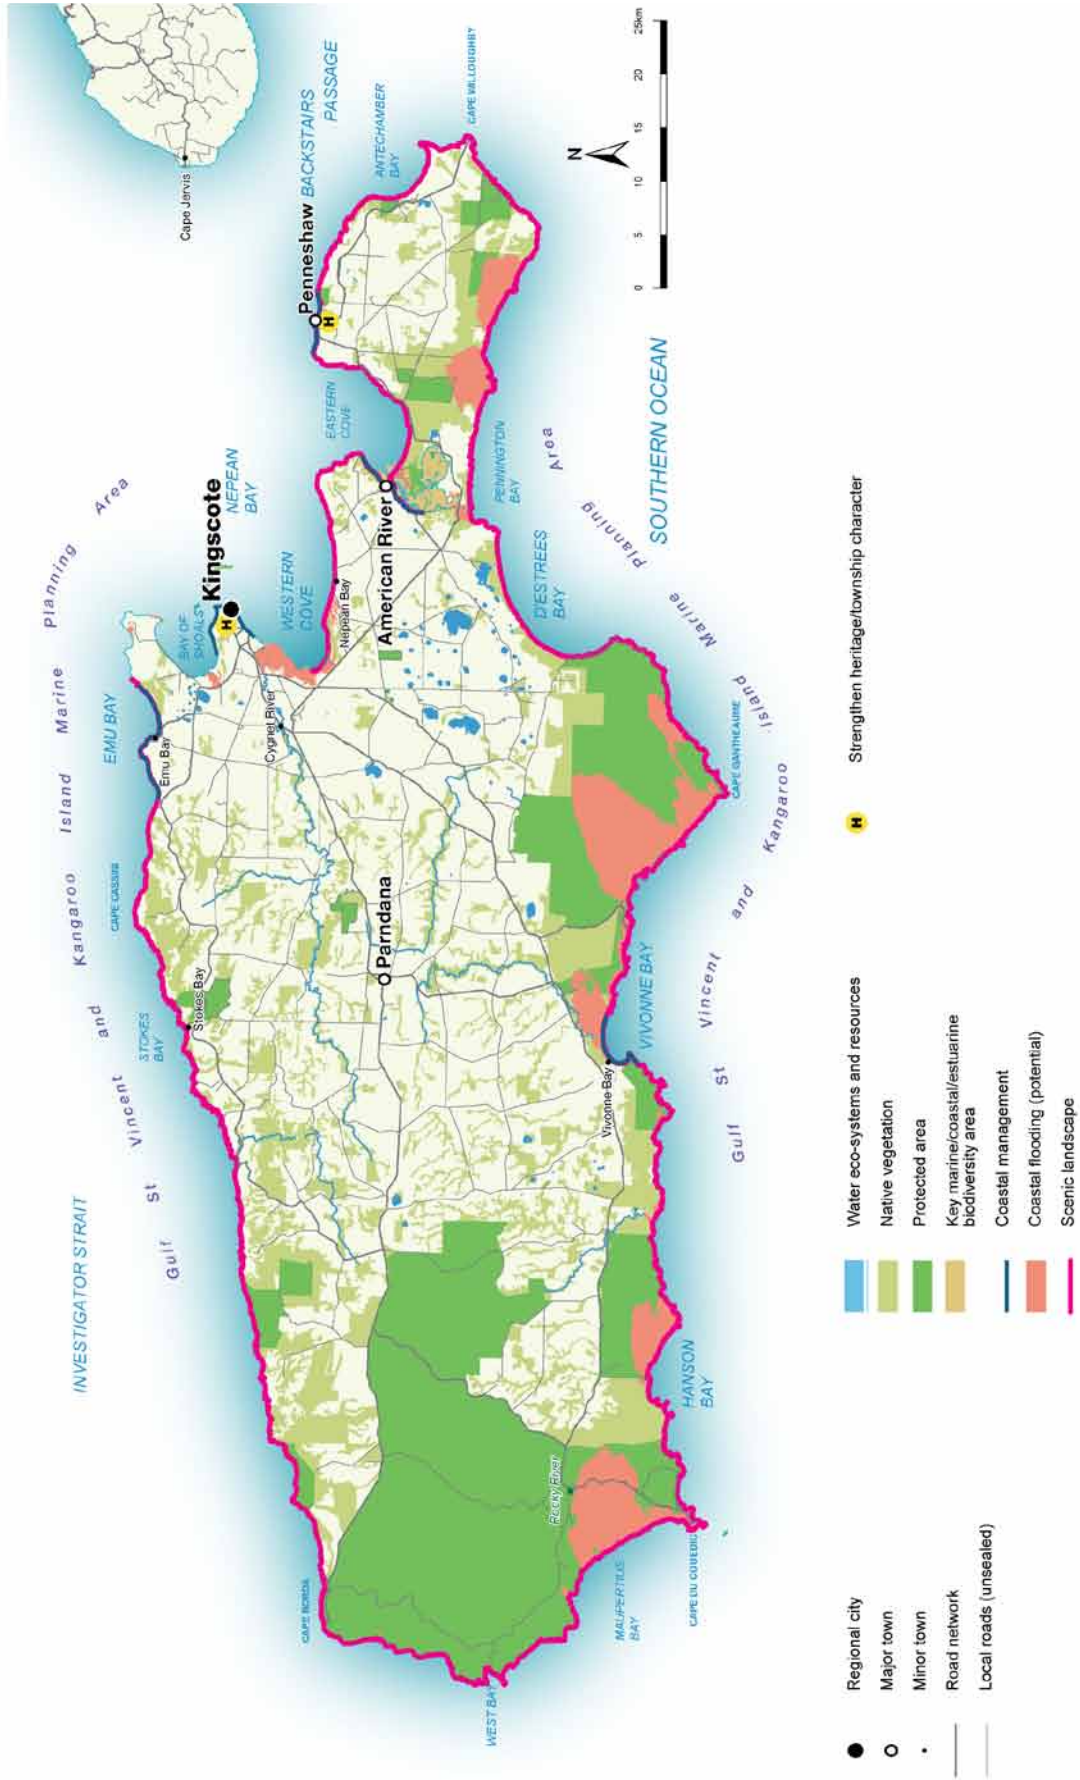 INVESTIGATOR STRAIT
Gulf St Vincent and Kangaroo Island Marine Planning Area
STOKES
BAY
CAPE CASSINI
EMU BAY
BAY OF
SHOALS
Kingscote
NEPEAN
BAY
WESTERN
COVE
EASTERN
COVE
Penneshaw
BACKSTAIRS
PASSAGE
ANTECHAMBER
BAY
CAPE WILLOUGHBY
Cape Jervis
H
H
Stokes Bay
Emu Bay
Cygnet River
Nepean Bay
American River
Parndana
CAPE BORDA
WEST BAY
Rocky River
MAUPERTIUS
BAY
CAPE DU COUEDIC
HANSON
BAY
Vivonne Bay
VIVONNE BAY
CAPE GANTHEAUME
D'ESTREES
BAY
PENNINGTON
BAY
Gulf St Vincent and Kangaroo Island Marine Planning Area
SOUTHERN OCEAN
N
0 5 10 15 20 25km
Regional city
Major town
Minor town
Road network
Local roads (unsealed)
Water eco-systems and resources
Native vegetation
Protected area
Key marine/coastal/estuarine
biodiversity area
Coastal management
Coastal flooding (potential)
Scenic landscape
H
Strengthen heritage/township character